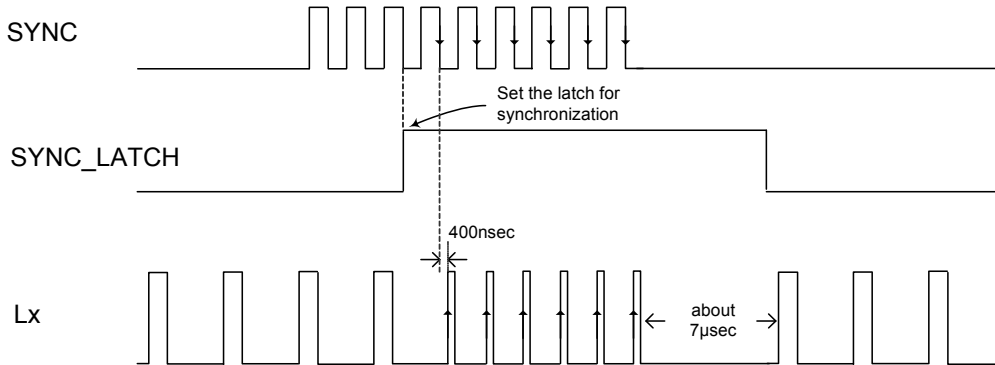 SYNC
Set the latch for
synchronization
SYNC_LATCH
400nsec
Lx
about
7μsec